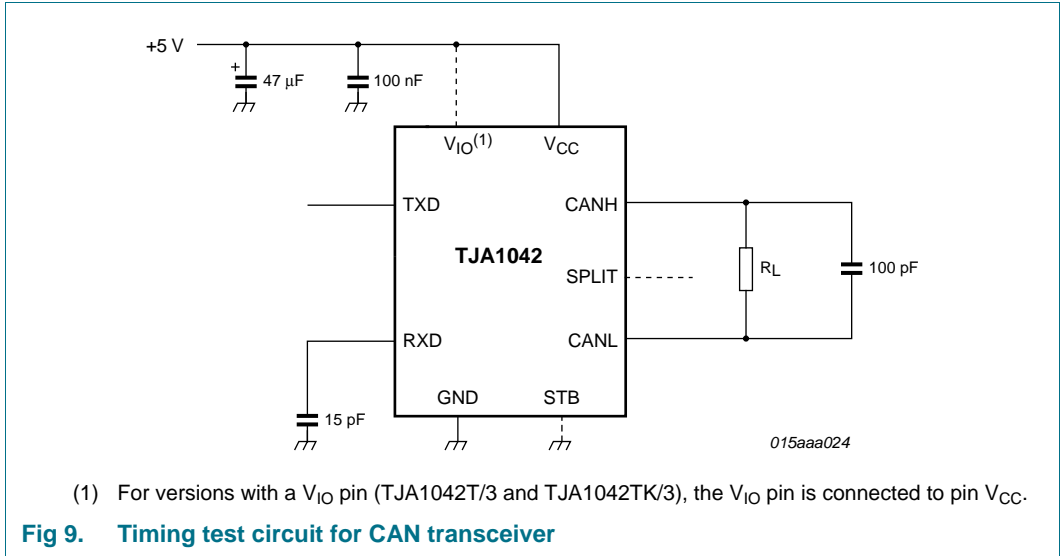 +5 V
+
47 μF
100 nF
VIO(1)
VCC
TXD
CANH
TJA1042
SPLIT
RL
100 pF
RXD
CANL
GND
STB
15 pF
015aaa024
(1) For versions with a VIO pin (TJA1042T/3 and TJA1042TK/3), the VIO pin is connected to pin VCC.
Fig 9. Timing test circuit for CAN transceiver